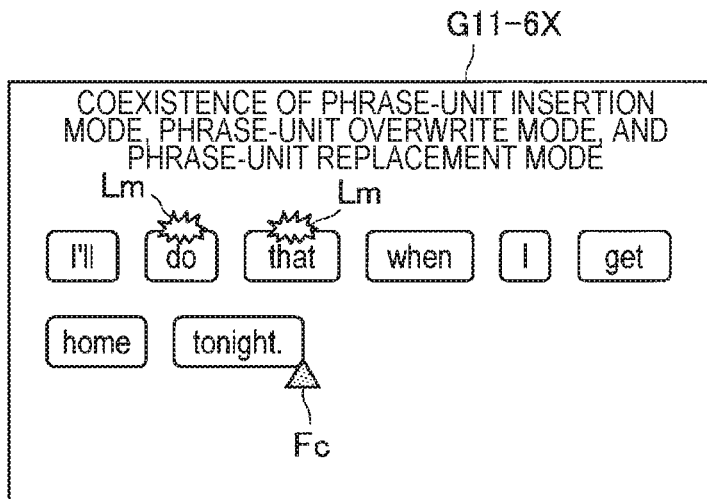 G11-6X
COEXISTENCE OF PHRASE-UNIT INSERTION
MODE, PHRASE-UNIT OVERWRITE MODE, AND
PHRASE-UNIT REPLACEMENT MODE
Lm Lm
I'll do that when I get
home tonight.
Fc